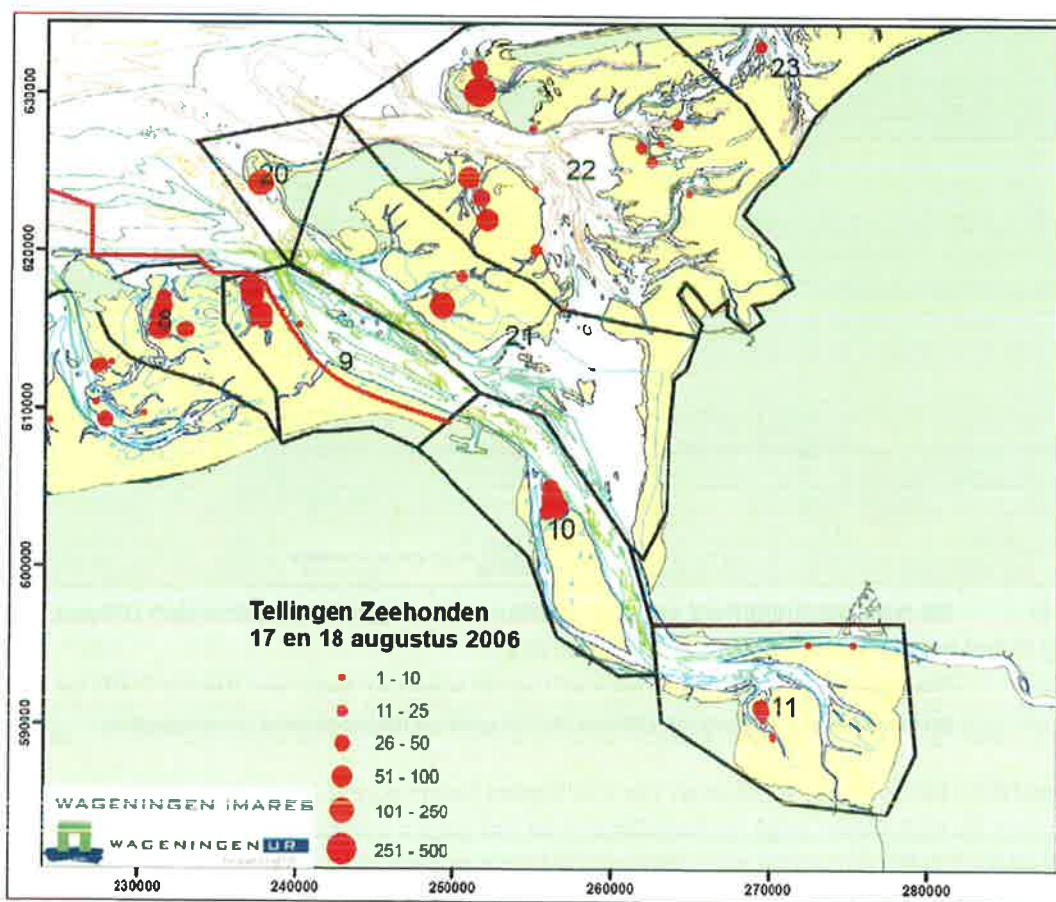 630000
620000
610000
600000
590000
23
22
20
21
8
9
10
11
Tellingen Zeehonden
17 en 18 augustus 2006
1 - 10
11 - 25
26 - 50
51 - 100
101 - 250
251 - 500
WAGENINGEN IMARES
WAGENINGEN UR
230000 240000 250000 260000 270000 280000